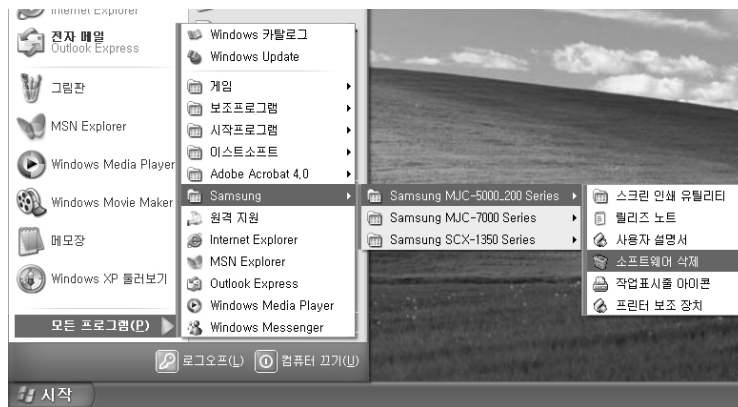 Internet Explorer
전자 메일
Outlook Express
그림판
MSN Explorer
Windows Media Player
Windows Movie Maker
메모장
Windows XP 둘러보기
모든 프로그램(P)
Windows 카탈로그
Windows Update
게임
보조프로그램
시작프로그램
이스트소프트
Adobe Acrobat 4.0
Samsung
원격 지원
Internet Explorer
MSN Explorer
Outlook Express
Windows Media Player
Windows Messenger
Samsung MJC-5000_200 Series
Samsung MJC-7000 Series
Samsung SCX-1350 Series
스크린 인쇄 유틸리티
릴리즈 노트
사용자 설명서
소프트웨어 삭제
작업표시줄 아이콘
프린터 보조 장치
로그오프(L)
컴퓨터 끄기(U)
시작